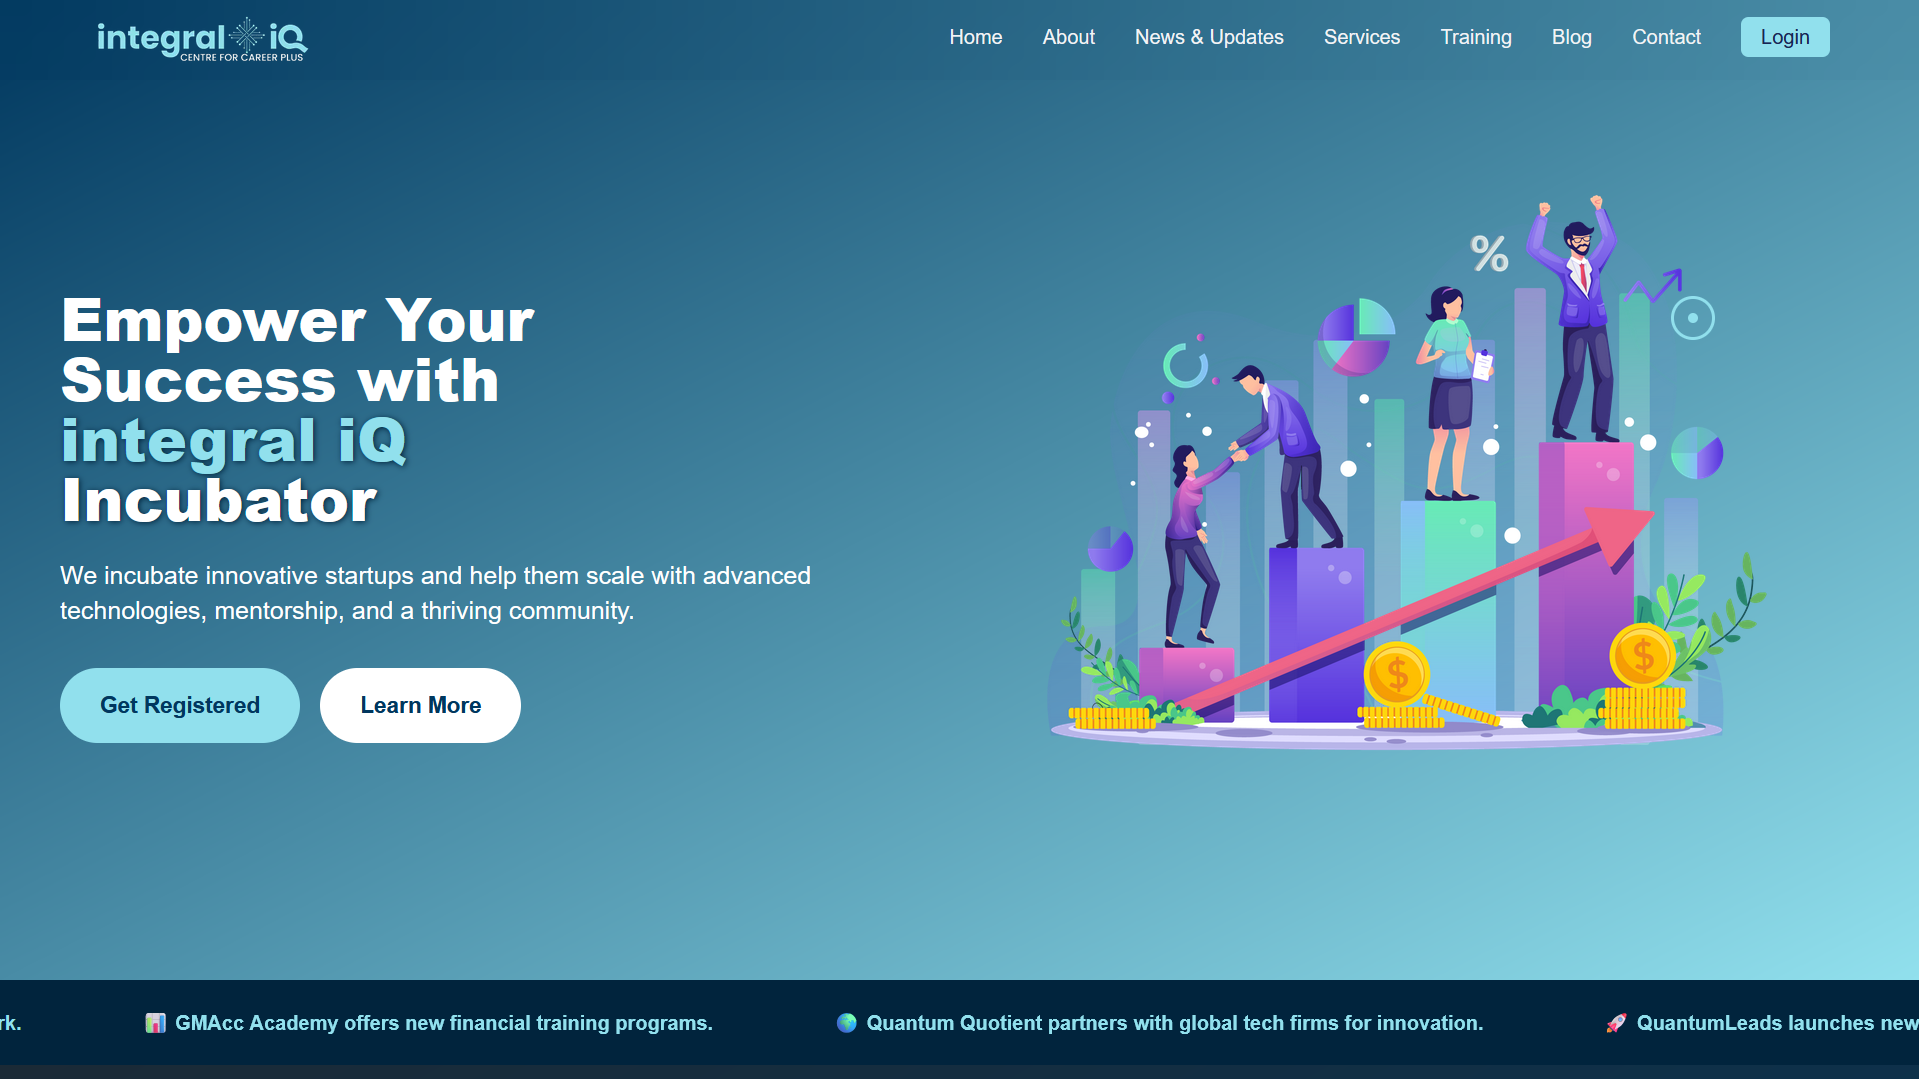 integral iQ
CENTRE FOR CAREER PLUS
Home About News & Updates Services Training Blog Contact Login
Empower Your
Success with
integral iQ
Incubator
We incubate innovative startups and help them scale with advanced
technologies, mentorship, and a thriving community.
Get Registered Learn More
%
$
$
rk. GMAcc Academy offers new financial training programs. Quantum Quotient partners with global tech firms for innovation. QuantumLeads launches new